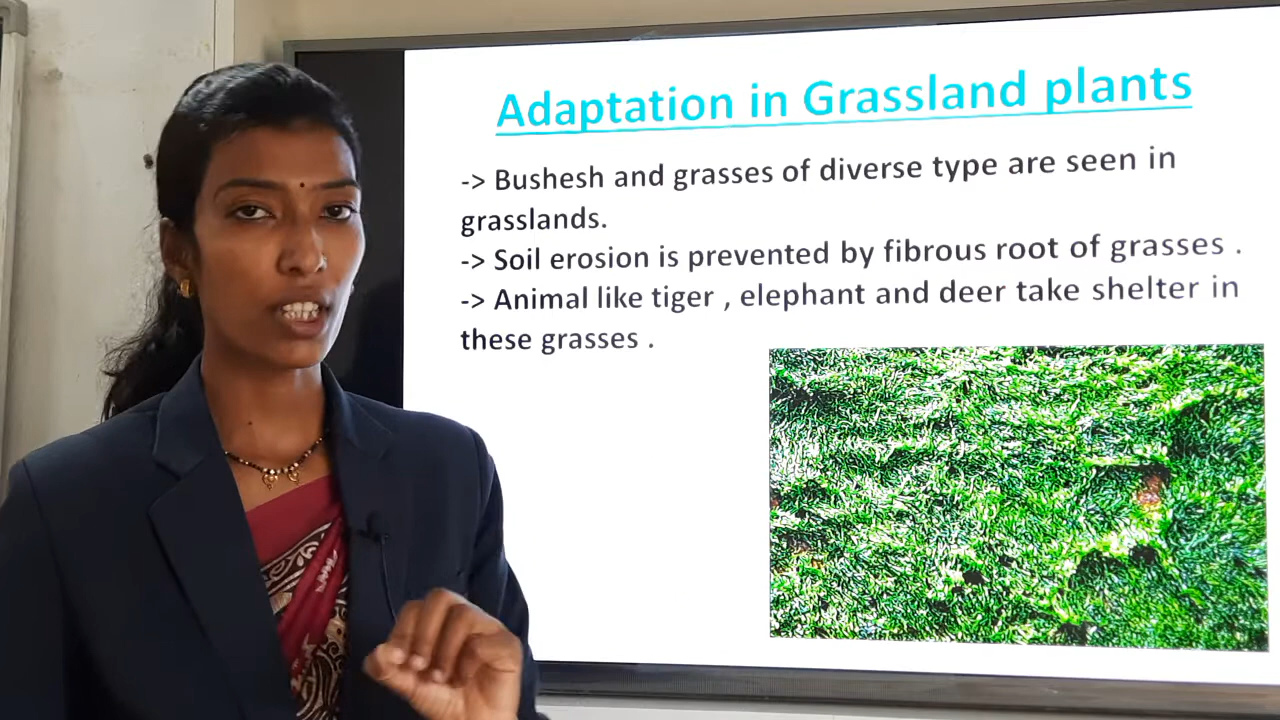 Adaptation in Grassland plants
-> Bushesh and grasses of diverse type are seen in
grasslands.
-> Soil erosion is prevented by fibrous root of grasses .
-> Animal like tiger , elephant and deer take shelter in
these grasses .